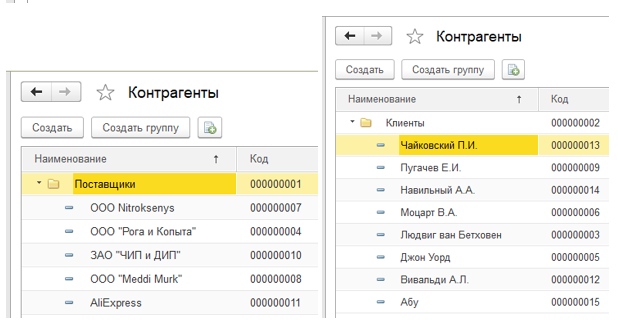 Контрагенты
Создать Создать группу
Наименование ↑ Код
Поставщики 000000001
ООО Nitroksenys 000000007
ООО "Рога и Копыта" 000000004
ЗАО "ЧИП и ДИП" 000000010
ООО "Meddi Murk" 000000008
AliExpress 000000011
Контрагенты
Создать Создать группу
Наименование ↑ Код
Клиенты 000000002
Чайковский П.И. 000000013
Пугачев Е.И. 000000009
Навильный А.А. 000000014
Моцарт В.А. 000000006
Людвиг ван Бетховен 000000003
Джон Уорд 000000005
Вивальди А.Л. 000000012
Абу 000000015